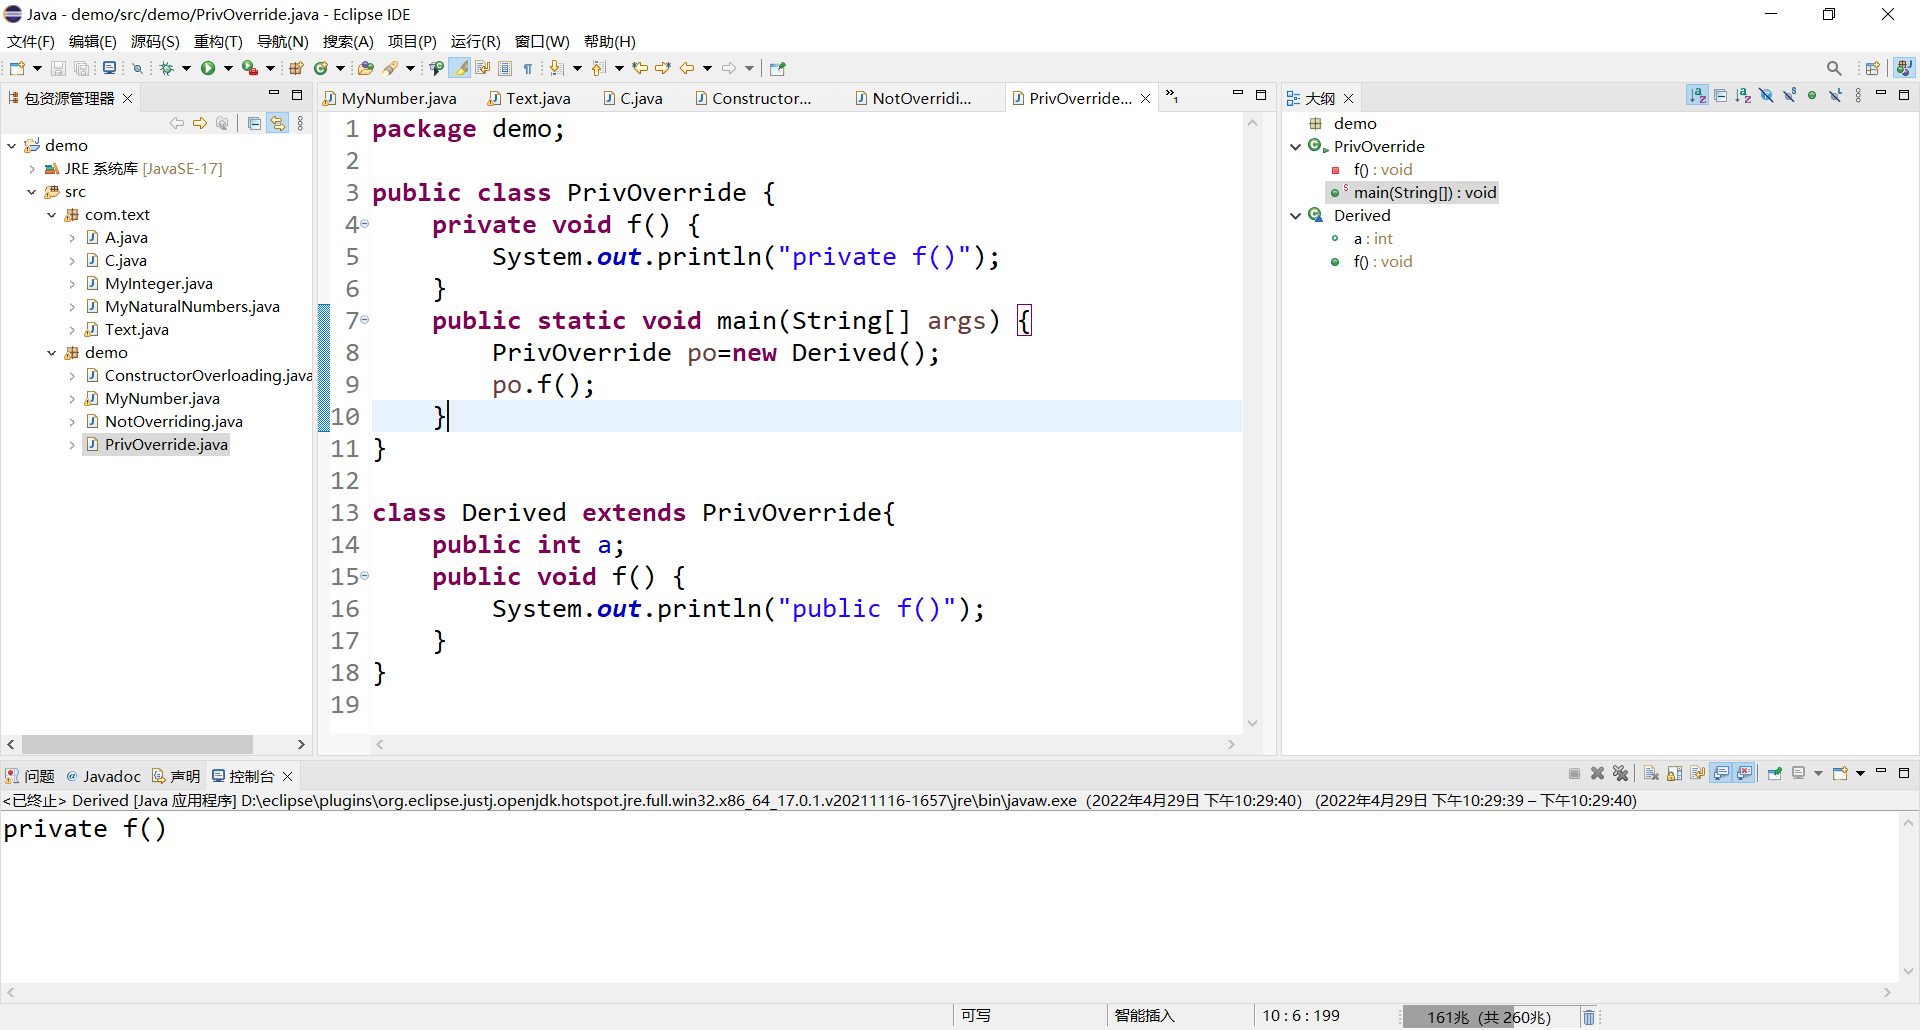 Java - demo/src/demo/PrivOverride.java - Eclipse IDE
文件(F) 编辑(E) 源码(S) 重构(T) 导航(N) 搜索(A) 项目(P) 运行(R) 窗口(W) 帮助(H)
包资源管理器
demo
JRE 系统库 [JavaSE-17]
src
com.text
A.java
C.java
MyInteger.java
MyNaturalNumbers.java
Text.java
demo
ConstructorOverloading.java
MyNumber.java
NotOverriding.java
PrivOverride.java
MyNumber.java Text.java C.java Constructor... NotOverridi... PrivOverride... »1
1 package demo;
2
3 public class PrivOverride {
4 private void f() {
5 System.out.println("private f()");
6 }
7 public static void main(String[] args) {
8 PrivOverride po=new Derived();
9 po.f();
10 }
11 }
12
13 class Derived extends PrivOverride{
14 public int a;
15 public void f() {
16 System.out.println("public f()");
17 }
18 }
19
大纲
demo
PrivOverride
f() : void
main(String[]) : void
Derived
a : int
f() : void
问题 @ Javadoc 声明 控制台
<已终止> Derived [Java 应用程序] D:\eclipse\plugins\org.eclipse.justj.openjdk.hotspot.jre.full.win32.x86_64_17.0.1.v20211116-1657\jre\bin\javaw.exe（2022年4月29日 下午10:29:40） (2022年4月29日 下午10:29:39 – 下午10:29:40)
private f()
可写 智能插入 10 : 6 : 199 161兆（共 260兆）